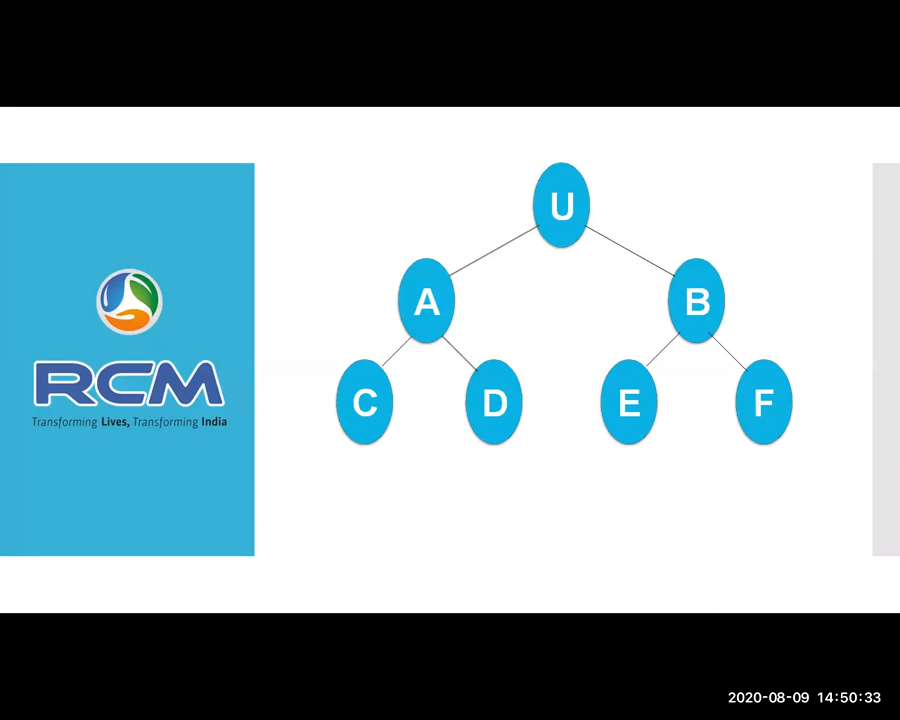 U
A B
C D E F
RCM
Transforming Lives, Transforming India
2020-08-09 14:50:33